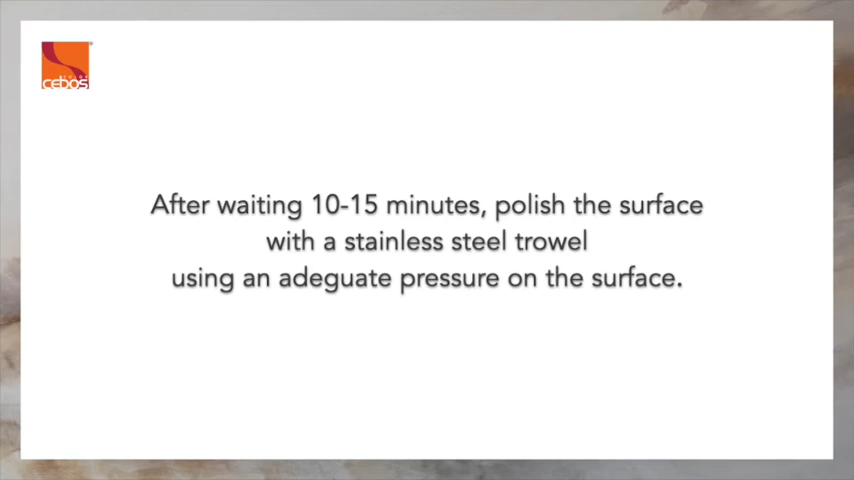 cebos
After waiting 10-15 minutes, polish the surface
with a stainless steel trowel
using an adeguate pressure on the surface.